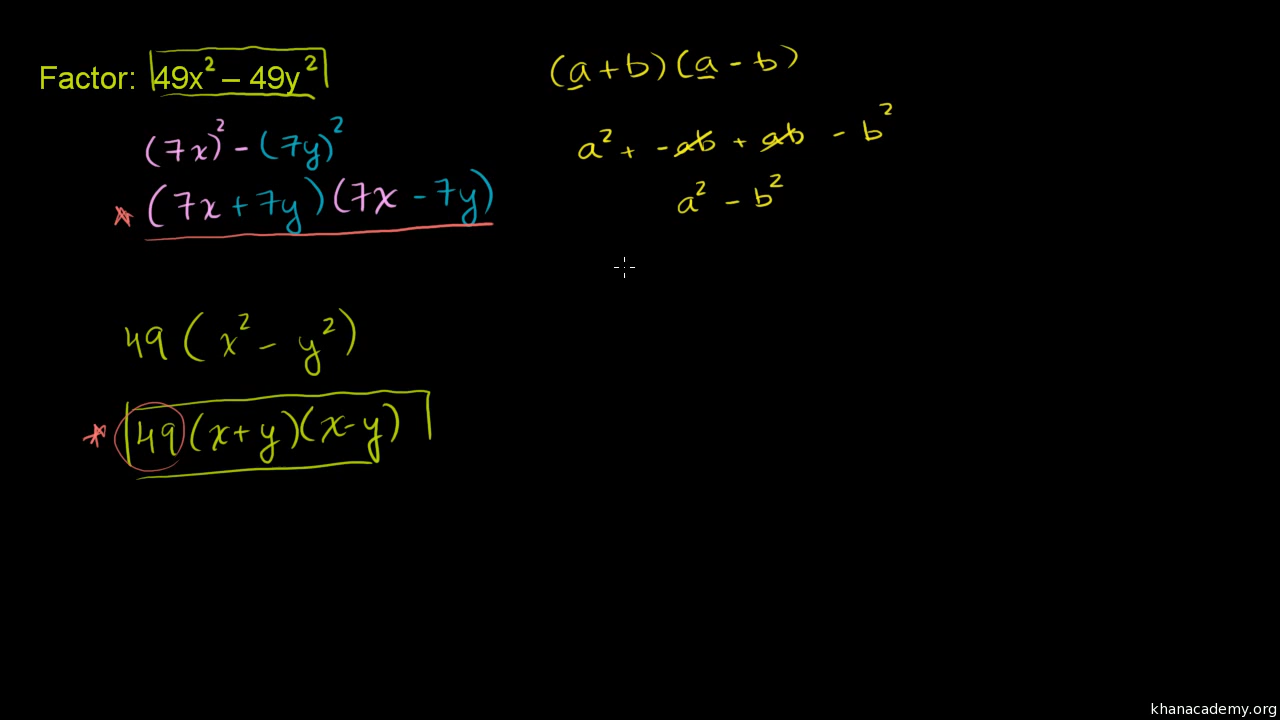 Factor: 49x² – 49y²
(7x)² - (7y)²
* (7x + 7y)(7x - 7y)
49(x² - y²)
* 49(x+y)(x-y)
(a+b)(a-b)
a² + -ab + ab - b²
a² - b²
khanacademy.org